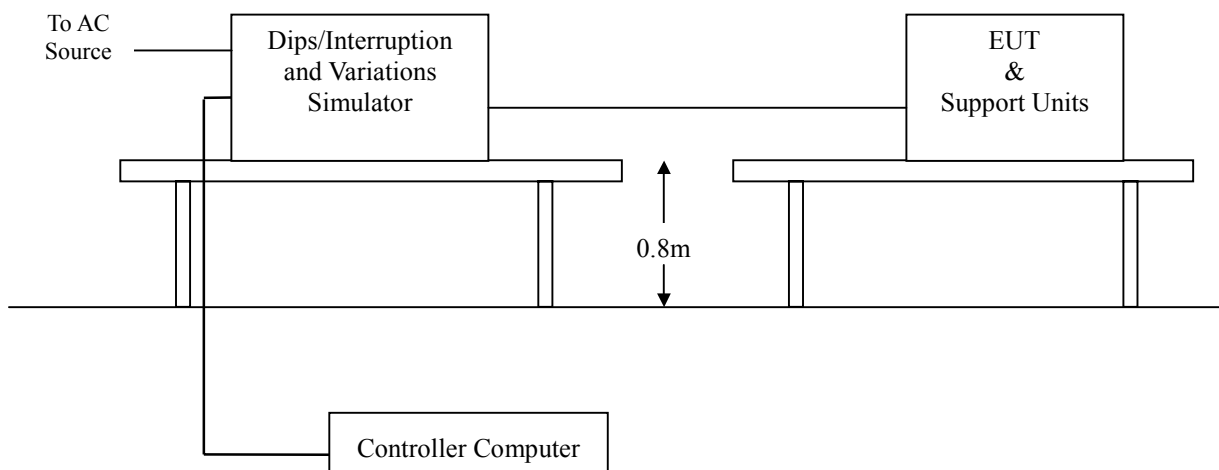 To AC
Source
Dips/Interruption
and Variations
Simulator
EUT
&
Support Units
0.8m
Controller Computer